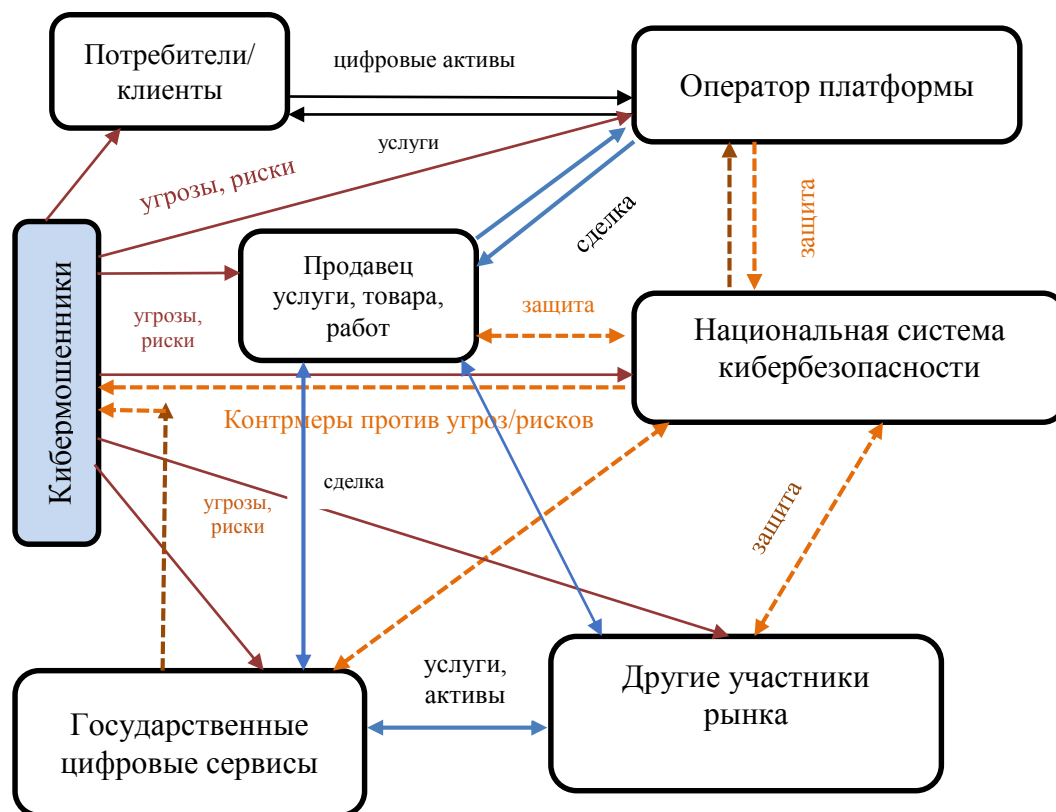 Потребители/
клиенты
цифровые активы
Оператор платформы
услуги
угрозы, риски
сделка
защита
Кибермошенники
Продавец
услуги, товара,
работ
угрозы,
риски
защита
Национальная система
кибербезопасности
Контрмеры против угроз/рисков
угрозы,
риски
сделка
защита
услуги,
активы
Другие участники
рынка
Государственные
цифровые сервисы